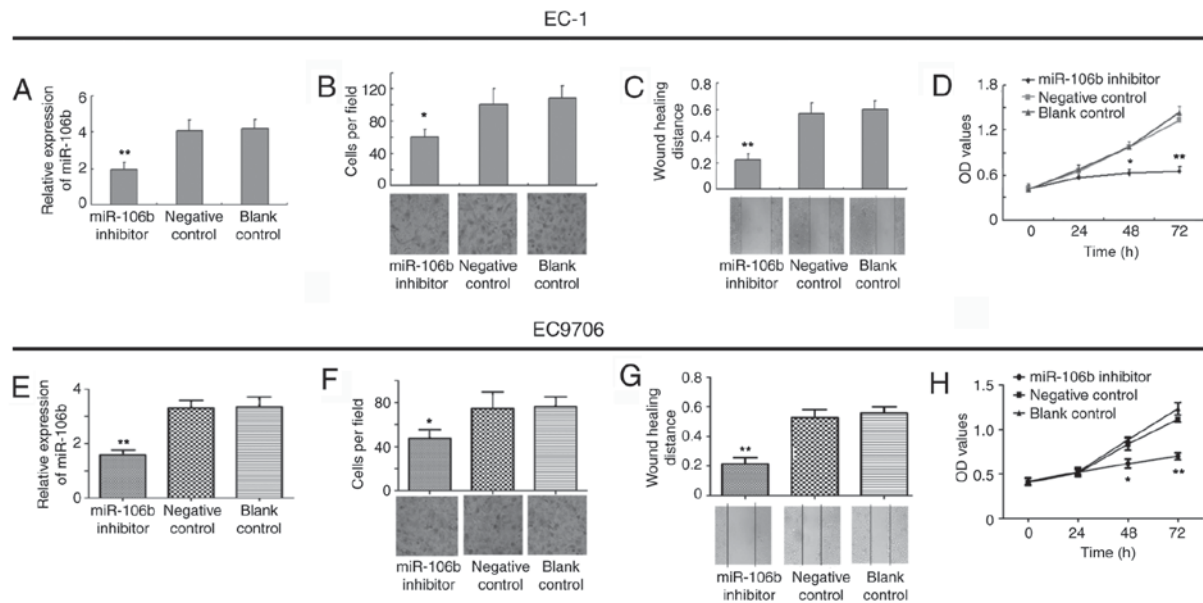 EC-1
A
Relative expression
of miR-106b
6
4
2
0
**
miR-106b
inhibitor
Negative
control
Blank
control
B
Cells per field
120
80
40
0
*
miR-106b
inhibitor
Negative
control
Blank
control
C
Wound healing
distance
0.8
0.6
0.4
0.2
0
**
miR-106b
inhibitor
Negative
control
Blank
control
D
miR-106b inhibitor
Negative control
Blank control
OD values
1.8
1.2
0.6
0
*
**
0 24 48 72
Time (h)
EC9706
E
Relative expression
of miR-106b
4
2
0
**
miR-106b
inhibitor
Negative
control
Blank
control
F
Cells per field
80
40
0
*
miR-106b
inhibitor
Negative
control
Blank
control
G
Wound healing
distance
0.8
0.6
0.4
0.2
0
**
miR-106b
inhibitor
Negative
control
Blank
control
H
miR-106b inhibitor
Negative control
Blank control
OD values
1.5
1.0
0.5
0
*
**
0 24 48 72
Time (h)